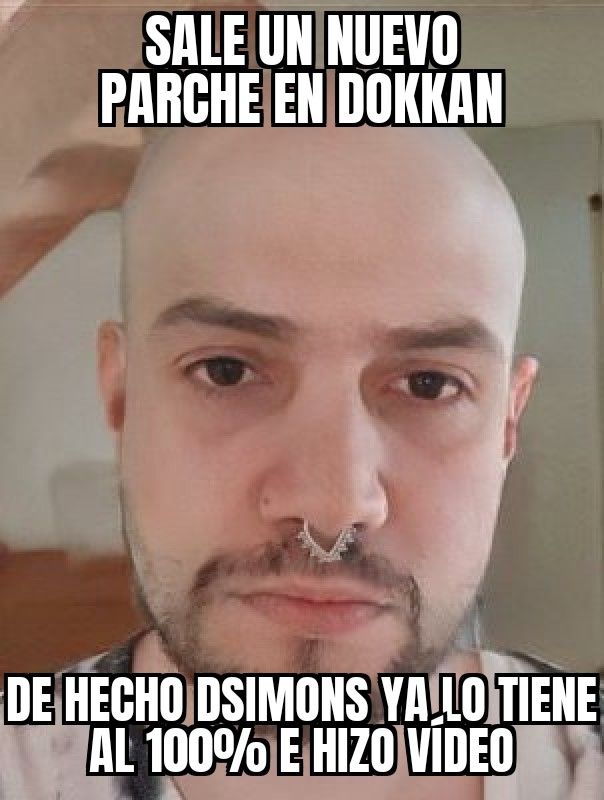 SALE UN NUEVO
PARCHE EN DOKKAN
DE HECHO DSIMONS YA LO TIENE
AL 100% E HIZO VÍDEO